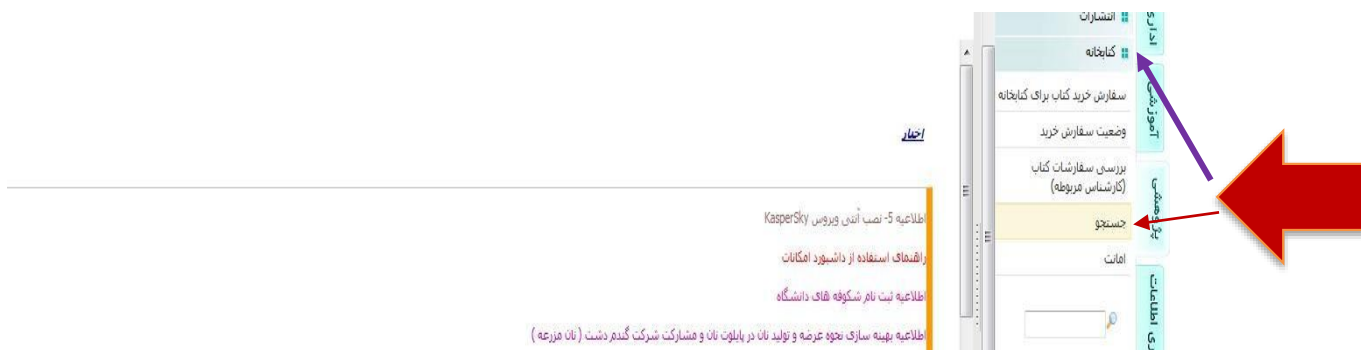 انتشارات
کتابخانه
سفارش خرید کتاب برای کتابخانه
وضعیت سفارش خرید
بررسی سفارشات کتاب
(کارشناس مربوطه)
جستجو
امانت
اداری
آموزشی
پژوهشی
اطلاعات
اخبار
اطلاعیه 5- نصب آنتی ویروس KasperSky
راهنمای استفاده از داشبورد امکانات
اطلاعیه ثبت نام شکوفه های دانشگاه
اطلاعیه بهینه سازی نحوه عرضه و تولید نان در پایلوت نان و مشارکت شرکت گندم دشت ( نان مزرعه )